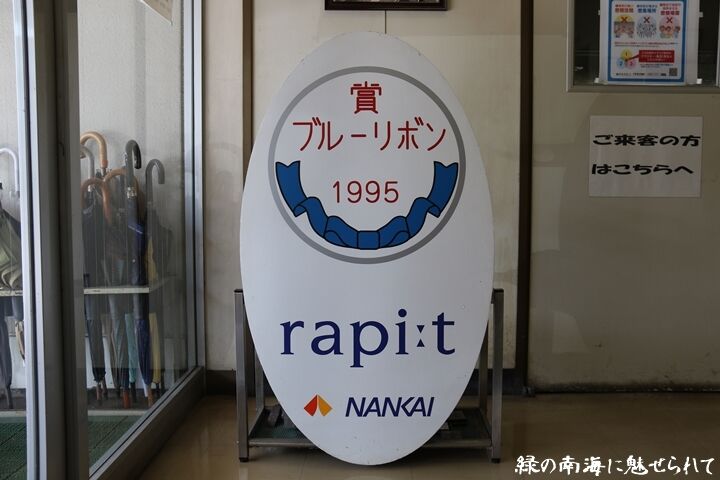 賞
ブルーリボン
1995
rapi:t
NANKAI
ご来客の方
はこちらへ
緑の南海に魅せられて